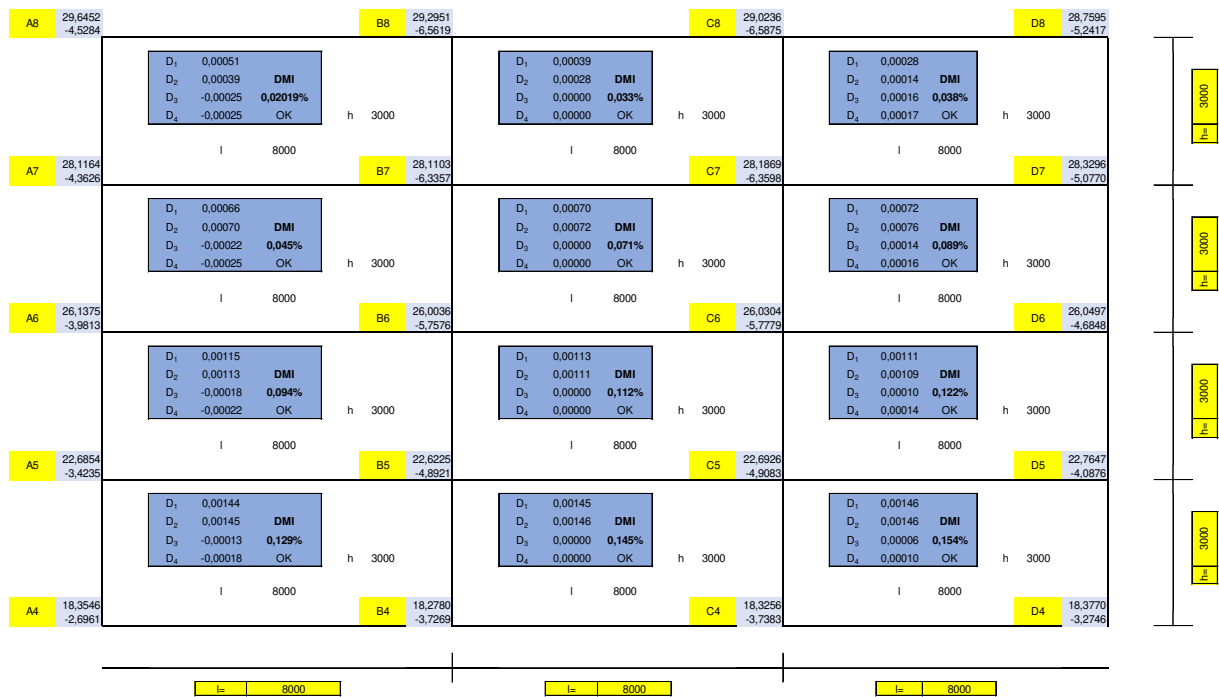 A8 29,6452 B8 29,2951 C8 29,0236 D8 28,7595
-4,5284 -6,5619 -6,5875 -5,2417
D1 0,00051 D1 0,00039 D1 0,00028
D2 0,00039 DMI D2 0,00028 DMI D2 0,00014 DMI
D3 -0,00025 0,02019% D3 0,00000 0,033% D3 0,00016 0,038%
D4 -0,00025 OK h 3000 D4 0,00000 OK h 3000 D4 0,00017 OK h 3000
h= 3000
l 8000 l 8000 l 8000
A7 28,1164 B7 28,1103 C7 28,1869 D7 28,3296
-4,3626 -6,3357 -6,3598 -5,0770
D1 0,00066 D1 0,00070 D1 0,00072
D2 0,00070 DMI D2 0,00072 DMI D2 0,00076 DMI
D3 -0,00022 0,045% D3 0,00000 0,071% D3 0,00014 0,089%
D4 -0,00025 OK h 3000 D4 0,00000 OK h 3000 D4 0,00016 OK h 3000
h= 3000
l 8000 l 8000 l 8000
A6 26,1375 B6 26,0036 C6 26,0304 D6 26,0497
-3,9813 -5,7576 -5,7779 -4,6848
D1 0,00115 D1 0,00113 D1 0,00111
D2 0,00113 DMI D2 0,00111 DMI D2 0,00109 DMI
D3 -0,00018 0,094% D3 0,00000 0,112% D3 0,00010 0,122%
D4 -0,00022 OK h 3000 D4 0,00000 OK h 3000 D4 0,00014 OK h 3000
h= 3000
l 8000 l 8000 l 8000
A5 22,6854 B5 22,6225 C5 22,6926 D5 22,7647
-3,4235 -4,8921 -4,9083 -4,0876
D1 0,00144 D1 0,00145 D1 0,00146
D2 0,00145 DMI D2 0,00146 DMI D2 0,00146 DMI
D3 -0,00013 0,129% D3 0,00000 0,145% D3 0,00006 0,154%
D4 -0,00018 OK h 3000 D4 0,00000 OK h 3000 D4 0,00010 OK h 3000
h= 3000
l 8000 l 8000 l 8000
A4 18,3546 B4 18,2780 C4 18,3256 D4 18,3770
-2,6961 -3,7269 -3,7383 -3,2746
l= 8000 l= 8000 l= 8000